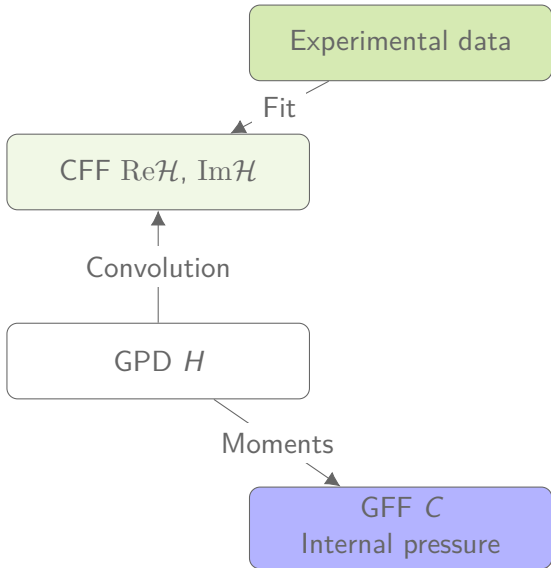 Experimental data
Fit
CFF Reℋ, Imℋ
Convolution
GPD H
Moments
GFF C
Internal pressure